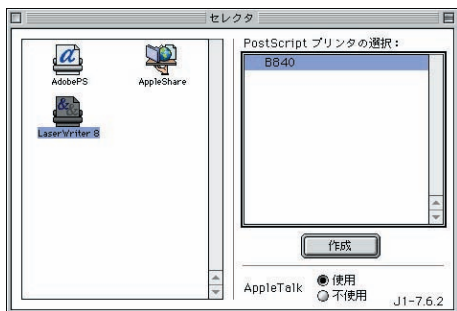 セレクタ
AdobePS
AppleShare
LaserWriter 8
PostScript プリンタの選択：
B840
作成
AppleTalk
使用
不使用
J1-7.6.2